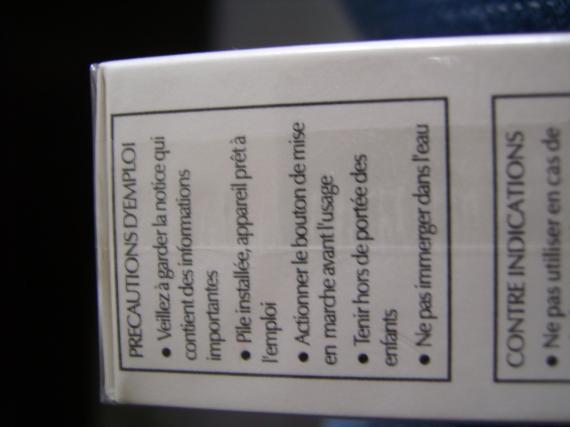 PRECAUTIONS D'EMPLOI
• Veillez à garder la notice qui
contient des informations
importantes
• Pile installée, appareil prêt à
l'emploi
• Actionner le bouton de mise
en marche avant l'usage
• Tenir hors de portée des
enfants
• Ne pas immerger dans l'eau
CONTRE INDICATIONS
• Ne pas utiliser en cas de